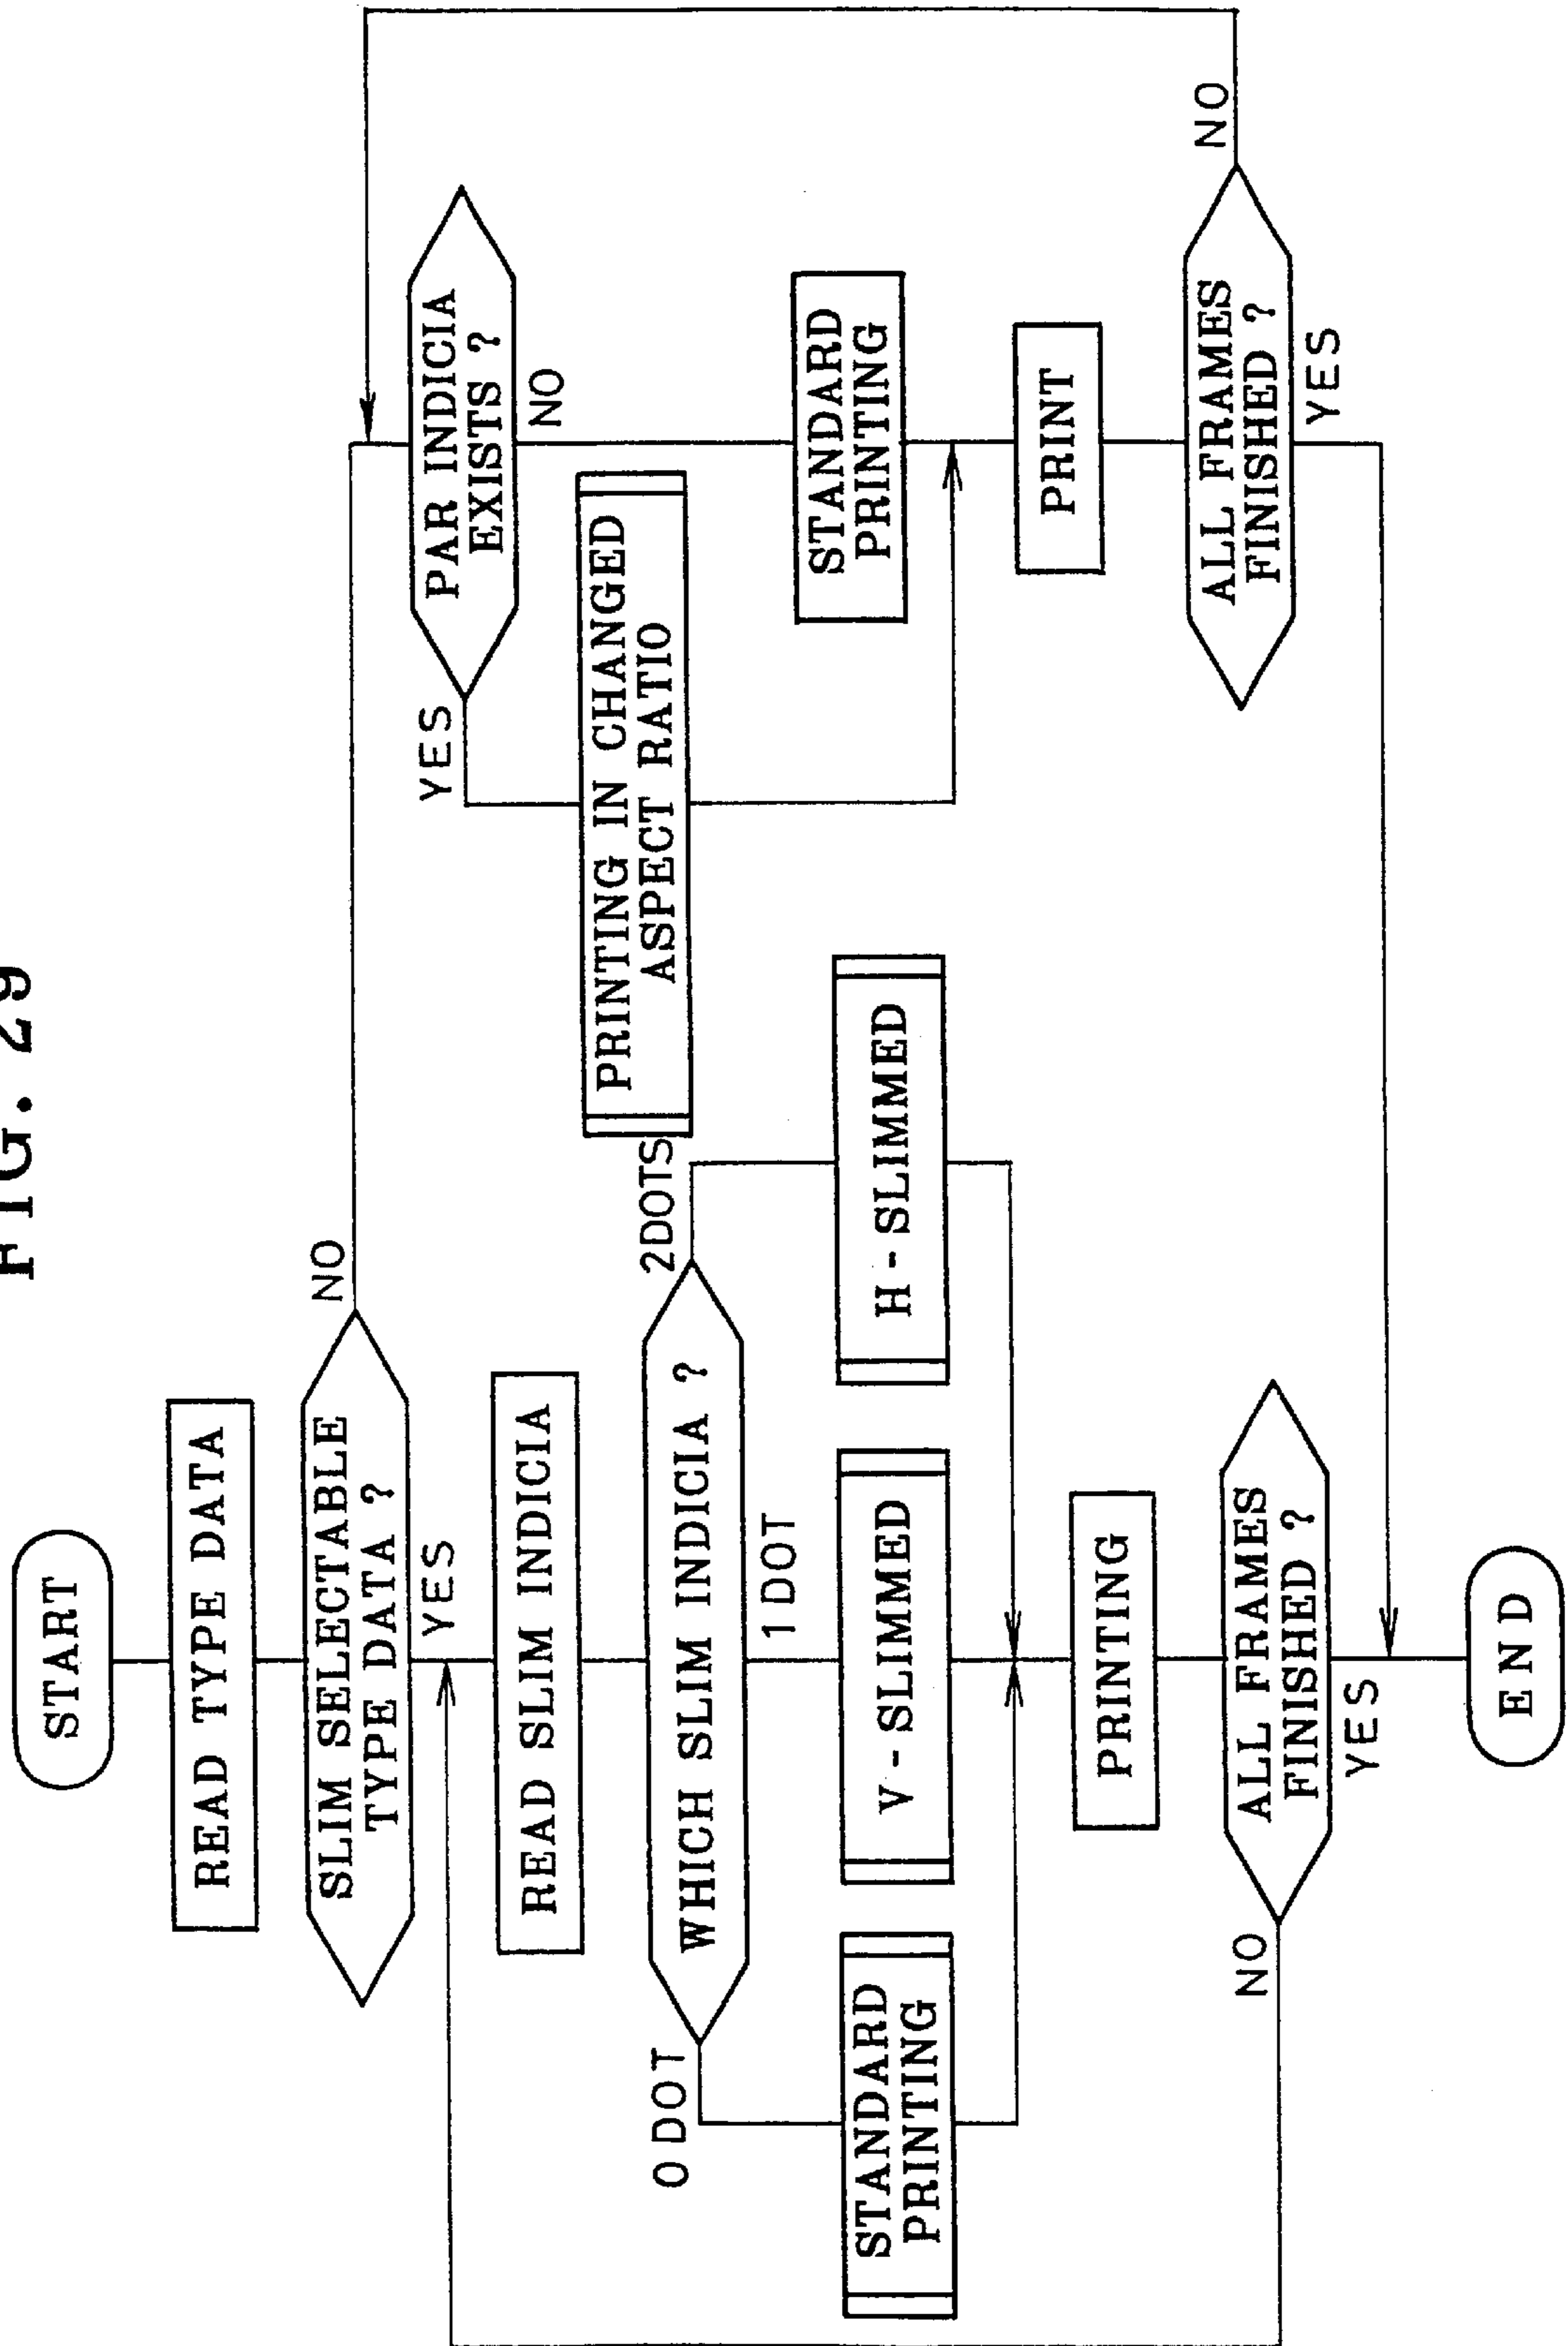 FIG. 29
START
READ TYPE DATA
SLIM SELECTABLE
TYPE DATA ?
NO
YES
READ SLIM INDICIA
WHICH SLIM INDICIA ?
0 DOT
1 DOT
2DOTS
STANDARD
PRINTING
V - SLIMMED
H - SLIMMED
PRINTING
ALL FRAMES
FINISHED ?
NO
YES
END
PAR INDICIA
EXISTS ?
YES
NO
PRINTING IN CHANGED
ASPECT RATIO
STANDARD
PRINTING
PRINT
ALL FRAMES
FINISHED ?
NO
YES